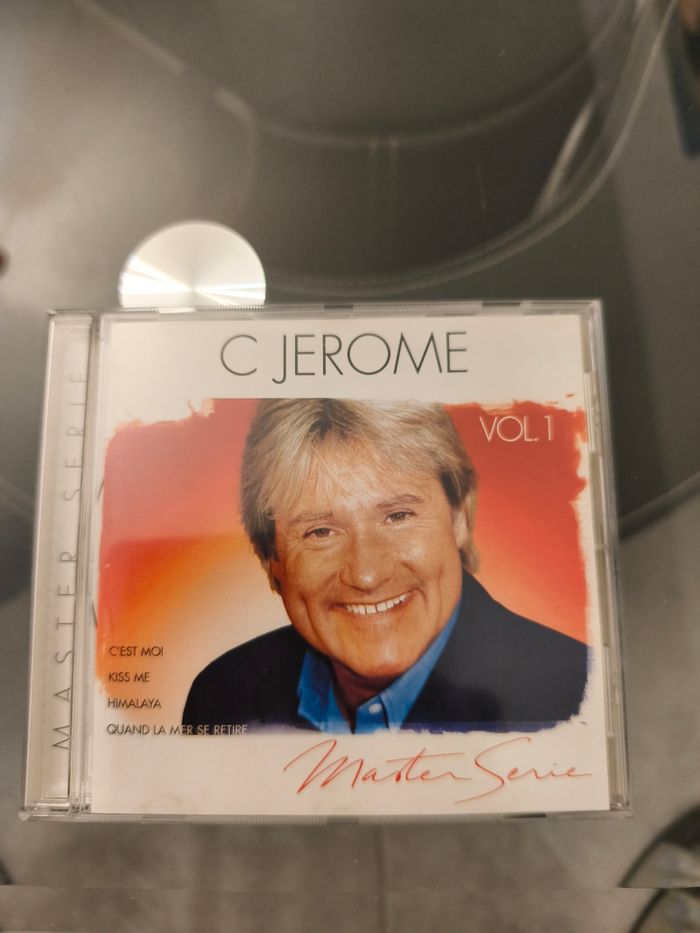 C JEROME
VOL.1
MASTER SERIE
C'EST MOI
KISS ME
HIMALAYA
QUAND LA MER SE RETIRE...
Master Serie